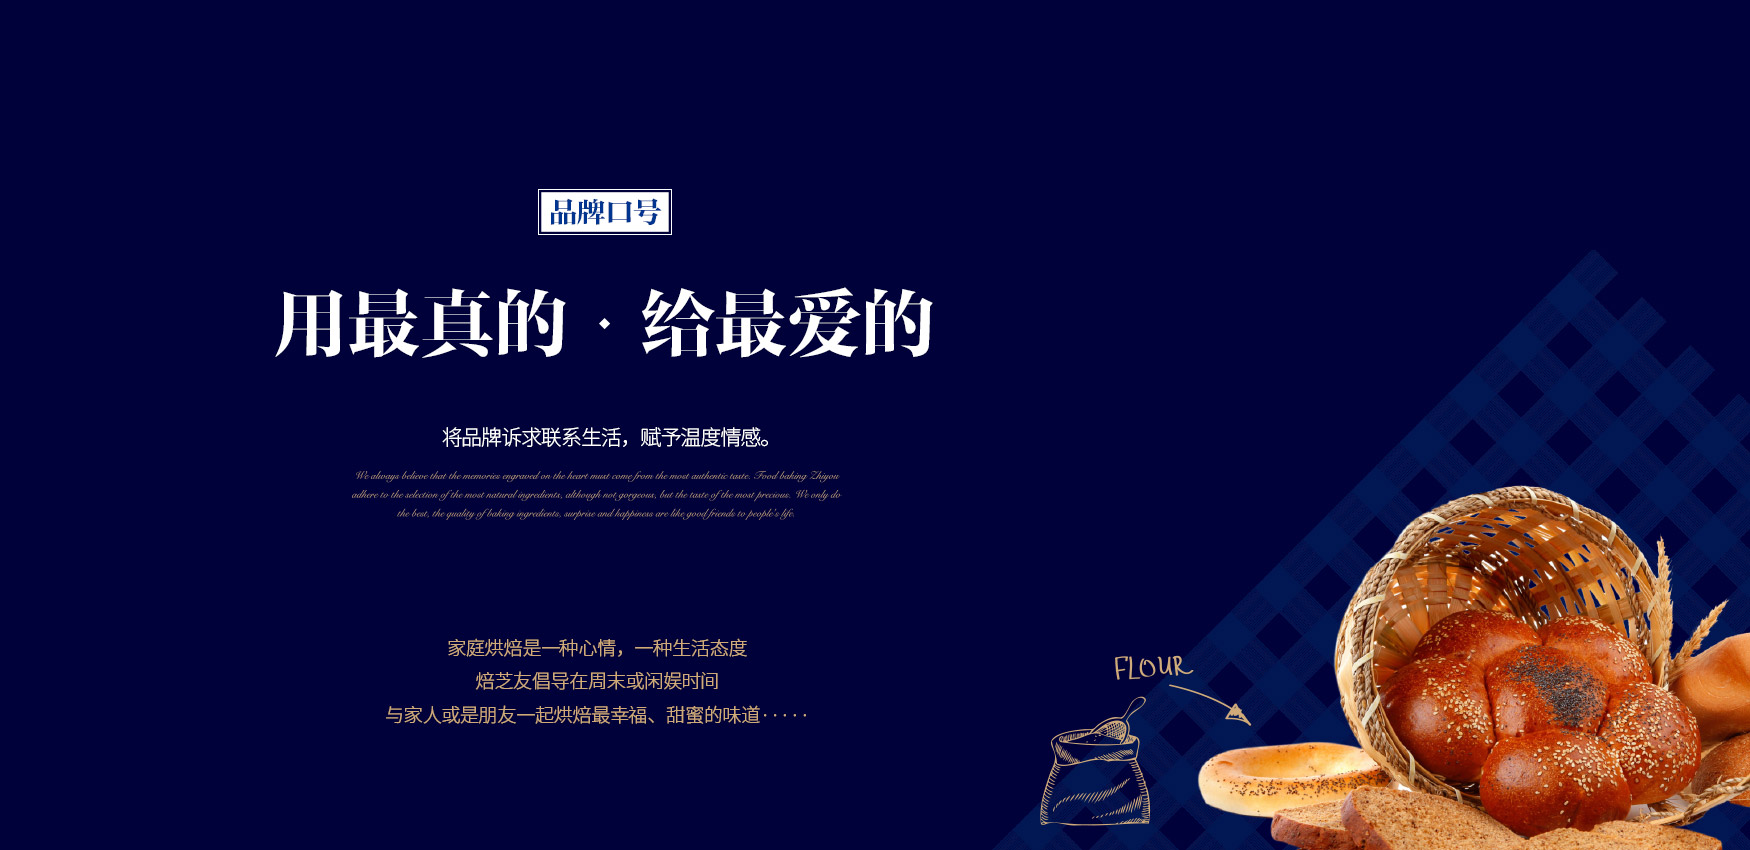 品牌口号
用最真的 · 给最爱的
将品牌诉求联系生活，赋予温度情感。
We always believe that the memories engraved on the heart must come from the most authentic taste. Food baking Zhiyou
adhere to the selection of the most natural ingredients, although not gorgeous, but the taste of the most precious. We only do
the best, the quality of baking ingredients, surprise and happiness are like good friends to people's life.
家庭烘焙是一种心情，一种生活态度
焙芝友倡导在周末或闲娱时间
与家人或是朋友一起烘焙最幸福、甜蜜的味道·····
FLOUR